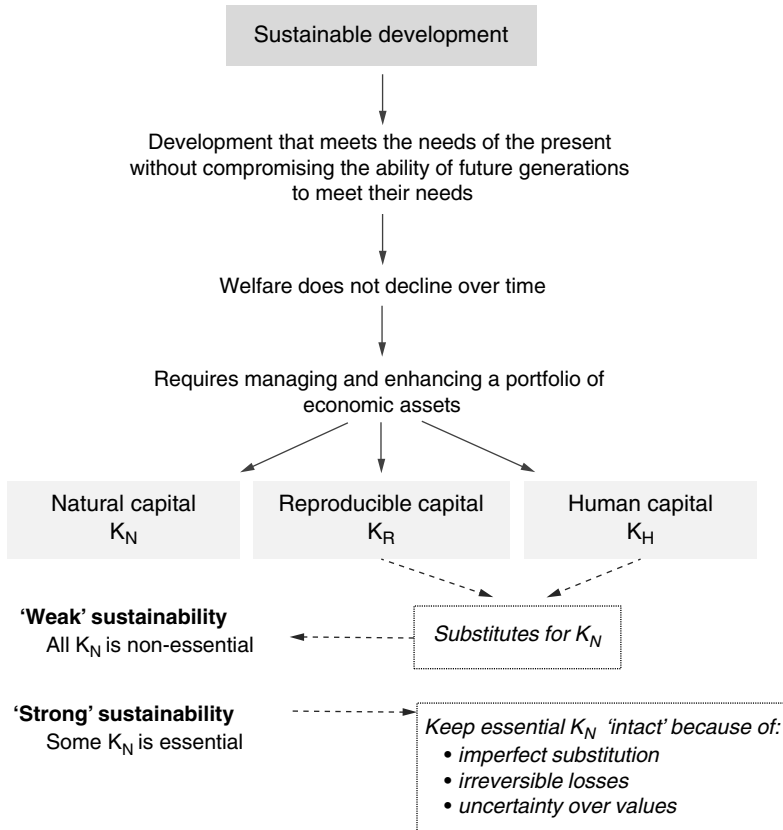 Sustainable development
Development that meets the needs of the present
without compromising the ability of future generations
to meet their needs
Welfare does not decline over time
Requires managing and enhancing a portfolio of
economic assets
Natural capital
K_N
Reproducible capital
K_R
Human capital
K_H
‘Weak’ sustainability
All K_N is non-essential
Substitutes for K_N
‘Strong’ sustainability
Some K_N is essential
Keep essential K_N ‘intact’ because of:
• imperfect substitution
• irreversible losses
• uncertainty over values